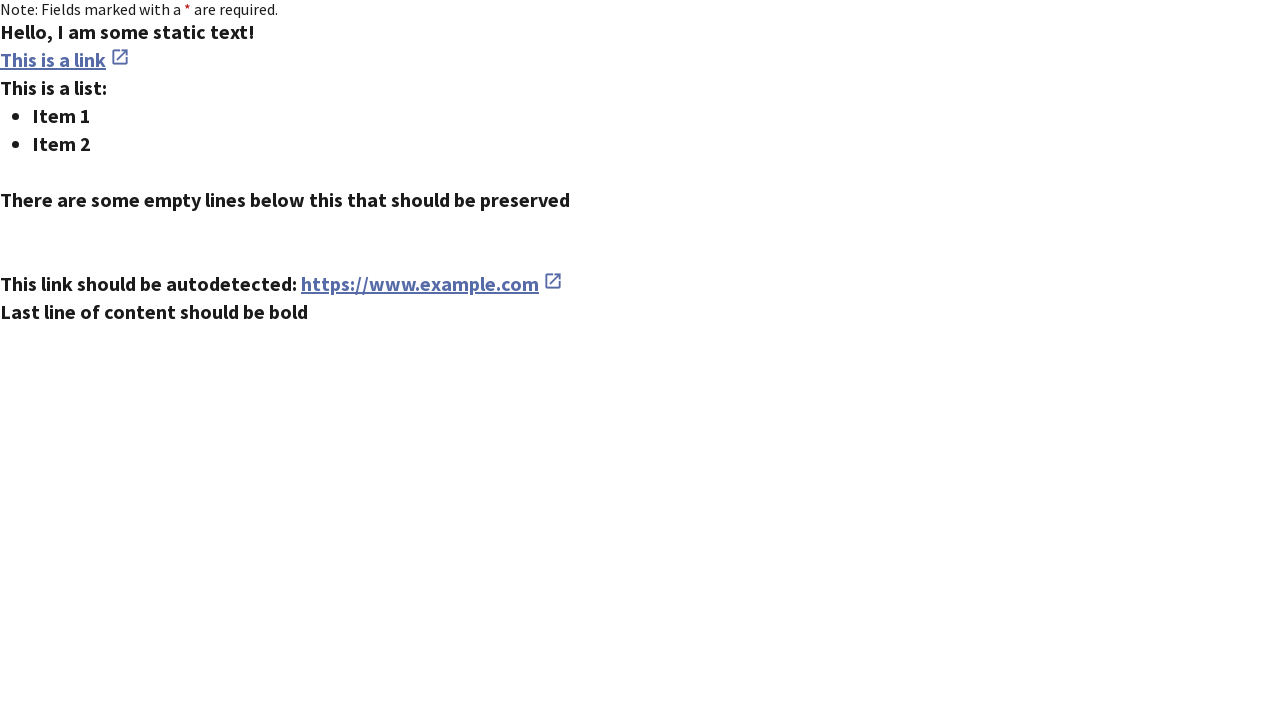 Note: Fields marked with a * are required.
Hello, I am some static text!
This is a link
This is a list:
• Item 1
• Item 2
There are some empty lines below this that should be preserved
This link should be autodetected: https://www.example.com
Last line of content should be bold